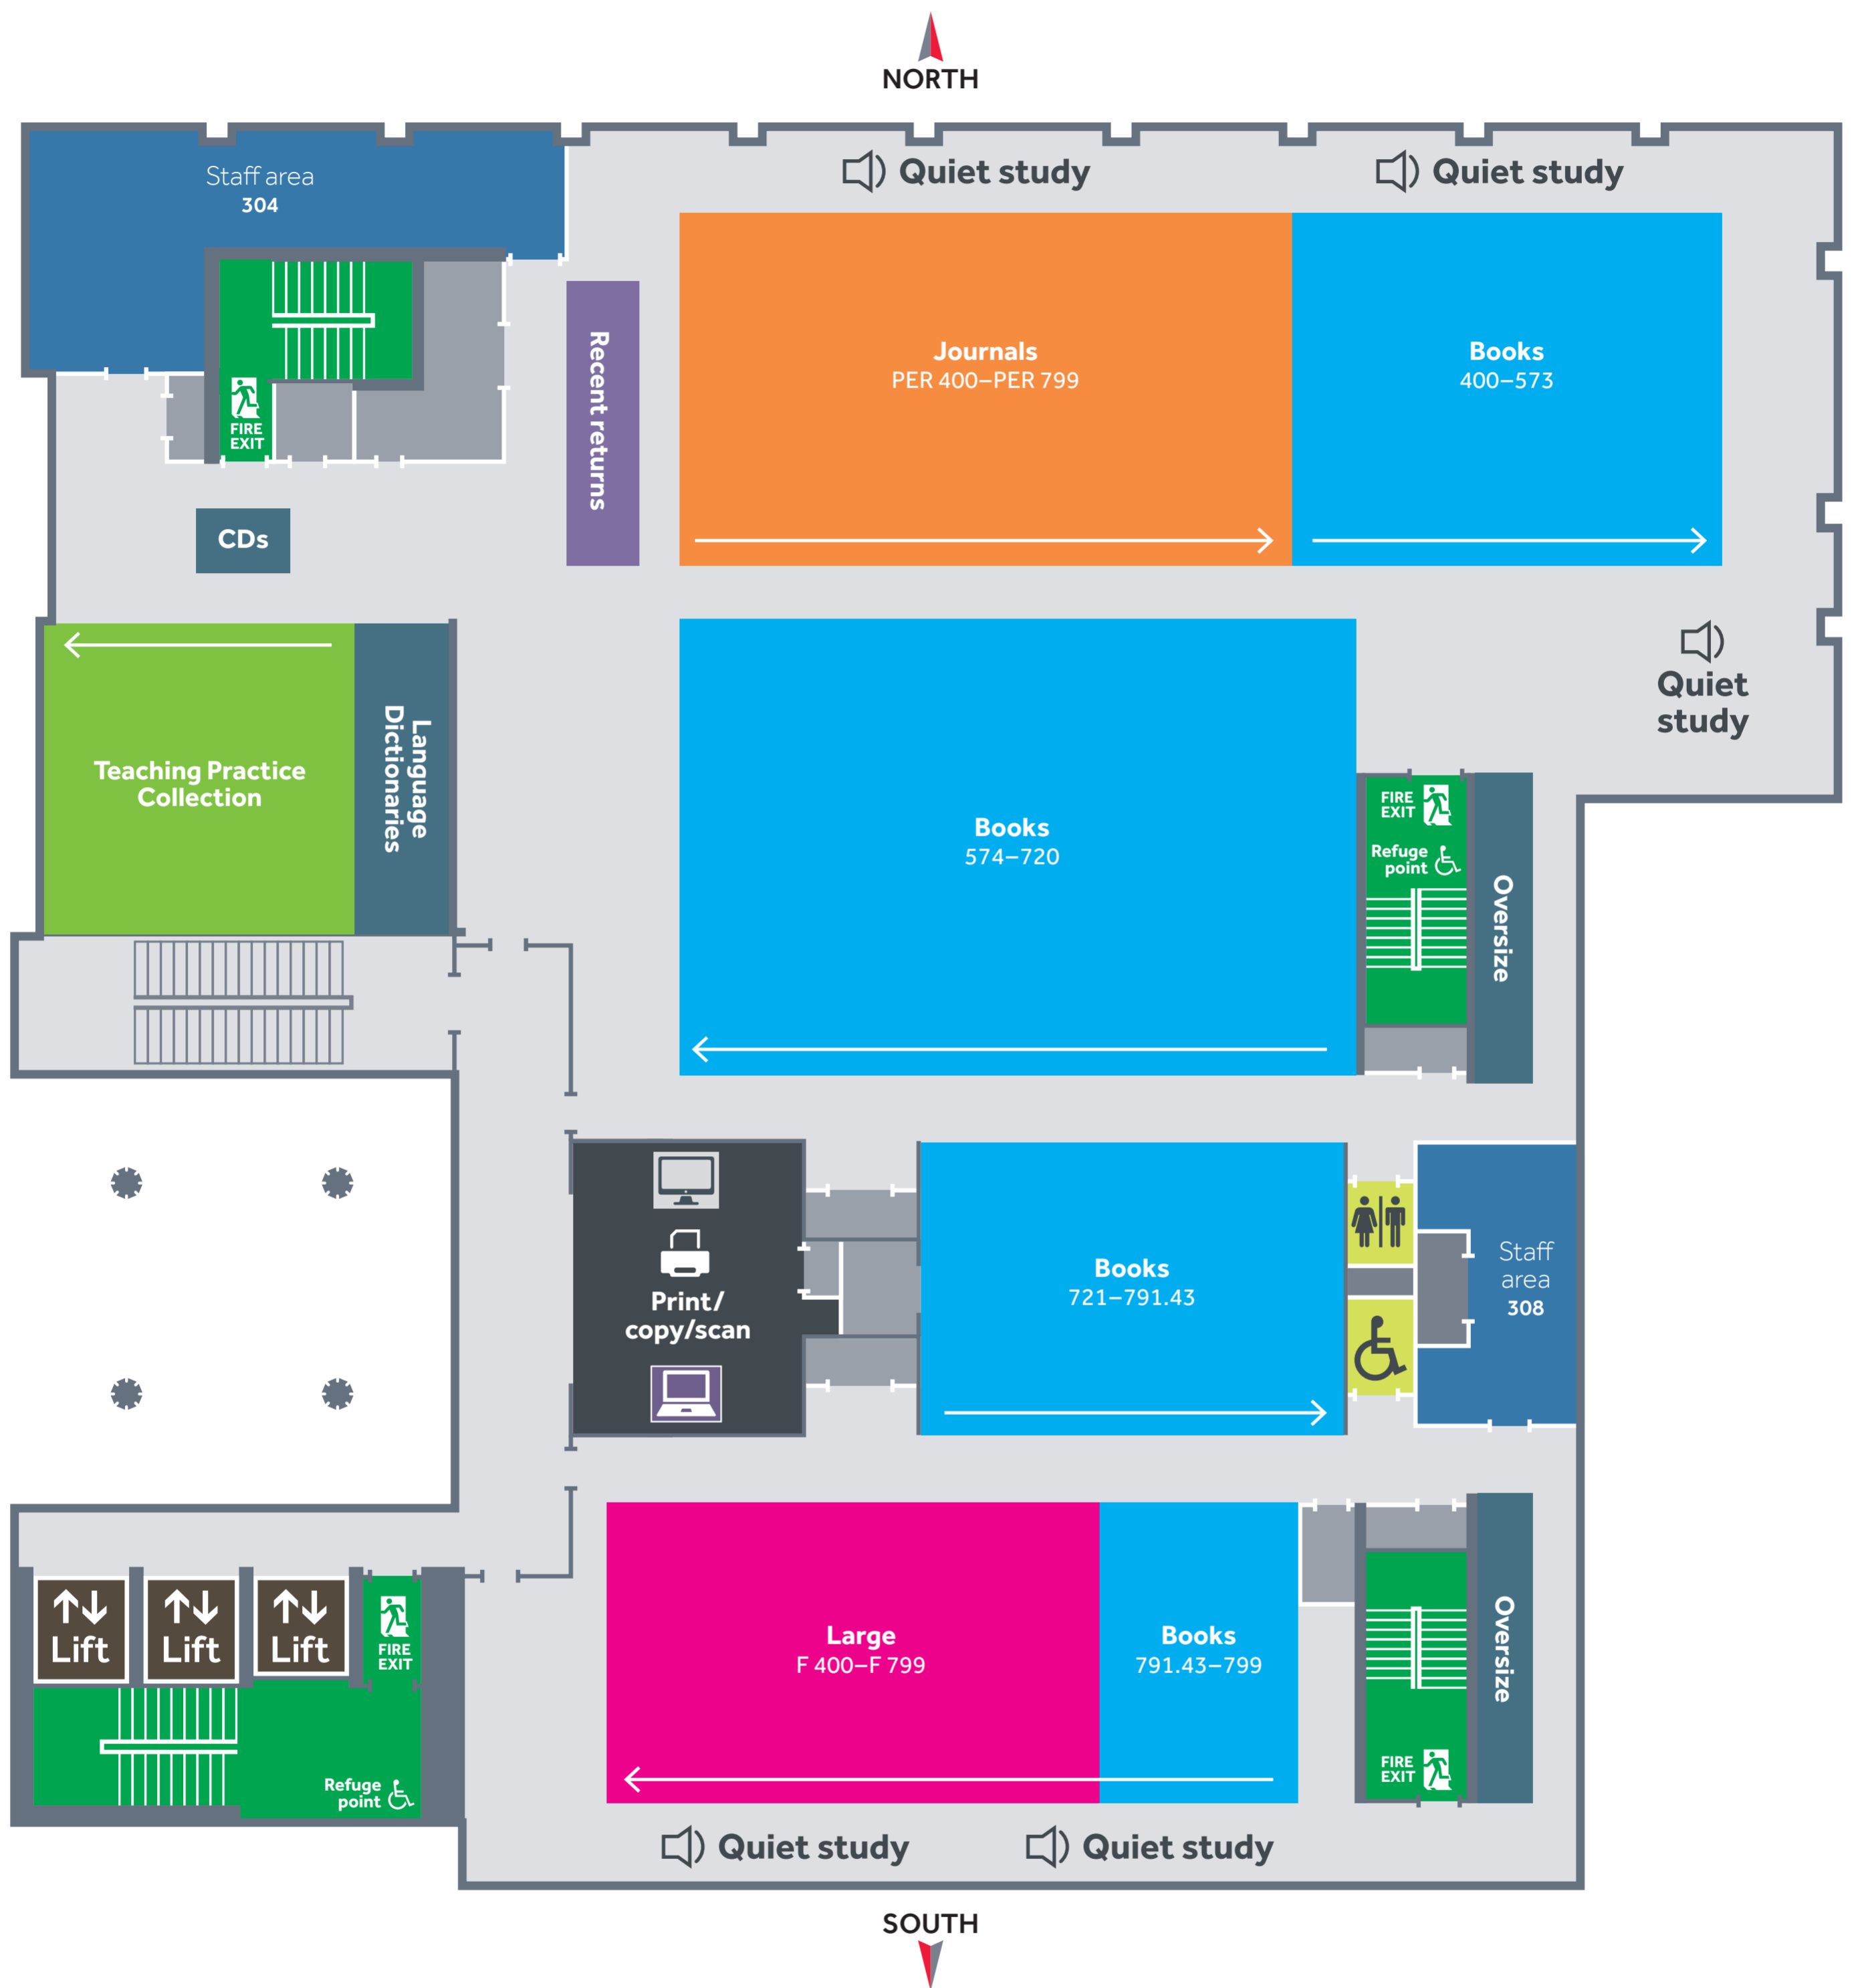 NORTH
Quiet study
Quiet study
Staff area
304
Journals
PER 400–PER 799
Books
400–573
Recent returns
FIRE
EXIT
CDs
Quiet
study
Teaching Practice
Collection
Language
Dictionaries
Books
574–720
FIRE
EXIT
Refuge
point
Oversize
Print/
copy/scan
Books
721–791.43
Staff
area
308
Lift
Lift
Lift
FIRE
EXIT
Large
F 400–F 799
Books
791.43–799
Oversize
FIRE
EXIT
Refuge
point
Quiet study
Quiet study
SOUTH